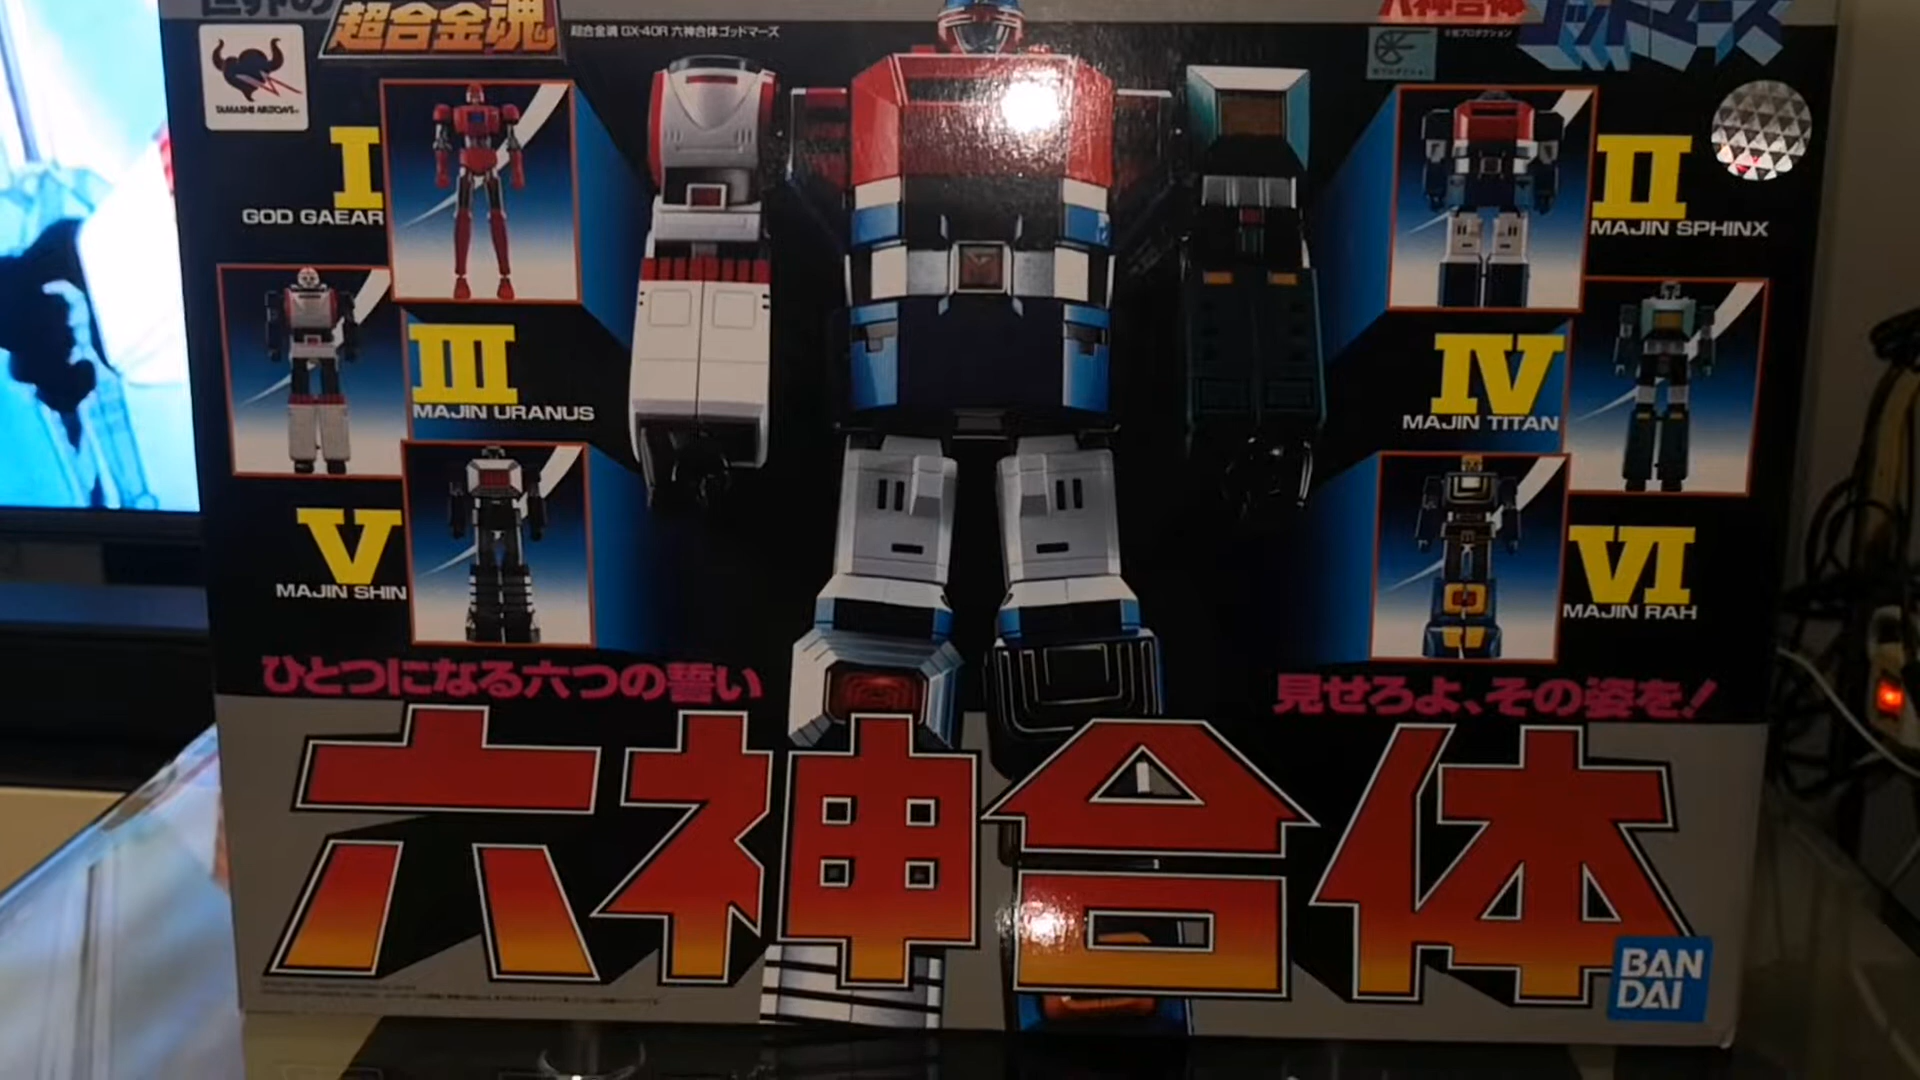 世界の
超合金魂
超合金魂 GX-40R 六神合体ゴッドマーズ
六神合体
ゴッドマーズ
TAMASHII NATIONS
I
GOD GAEAR
II
MAJIN SPHINX
III
MAJIN URANUS
IV
MAJIN TITAN
V
MAJIN SHIN
VI
MAJIN RAH
ひとつになる六つの誓い
見せろよ、その姿を!
六神合体
BAN
DAI